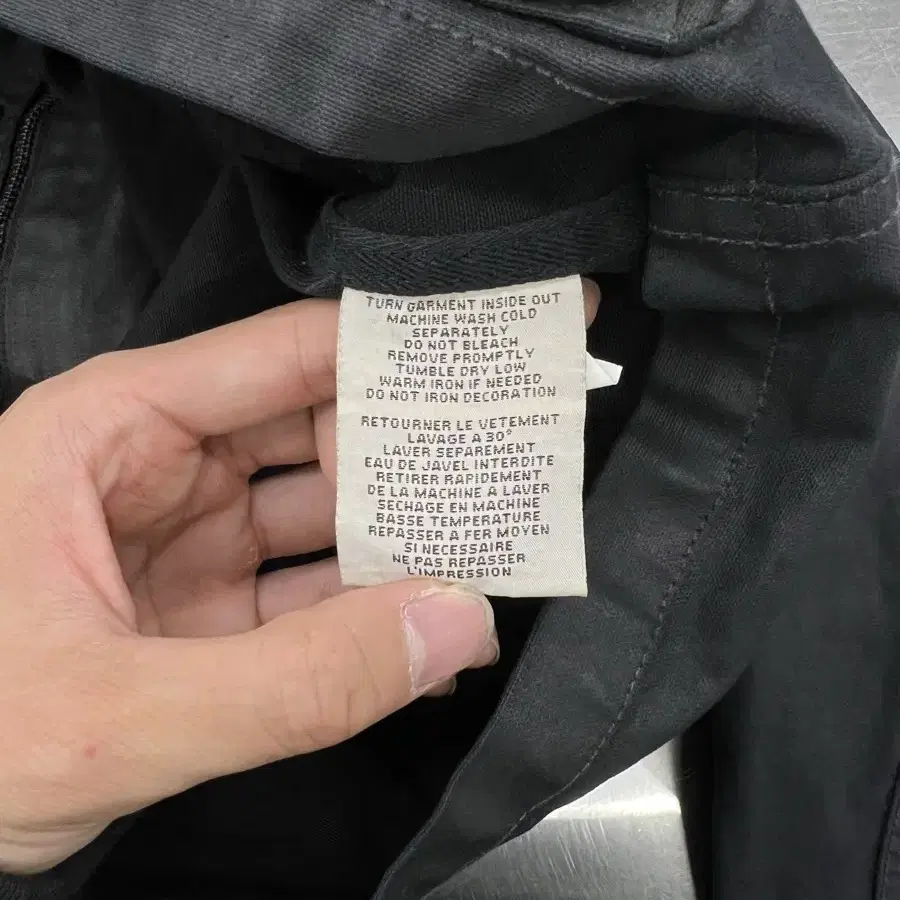 TURN GARMENT INSIDE OUT
MACHINE WASH COLD
SEPARATELY
DO NOT BLEACH
REMOVE PROMPTLY
TUMBLE DRY LOW
WARM IRON IF NEEDED
DO NOT IRON DECORATION
RETOURNER LE VETEMENT
LAVAGE A 30°
LAVER SEPAREMENT
EAU DE JAVEL INTERDITE
RETIRER RAPIDEMENT
DE LA MACHINE A LAVER
SECHAGE EN MACHINE
BASSE TEMPERATURE
REPASSER A FER MOYEN
SI NECESSAIRE
NE PAS REPASSER
L'IMPRESSION